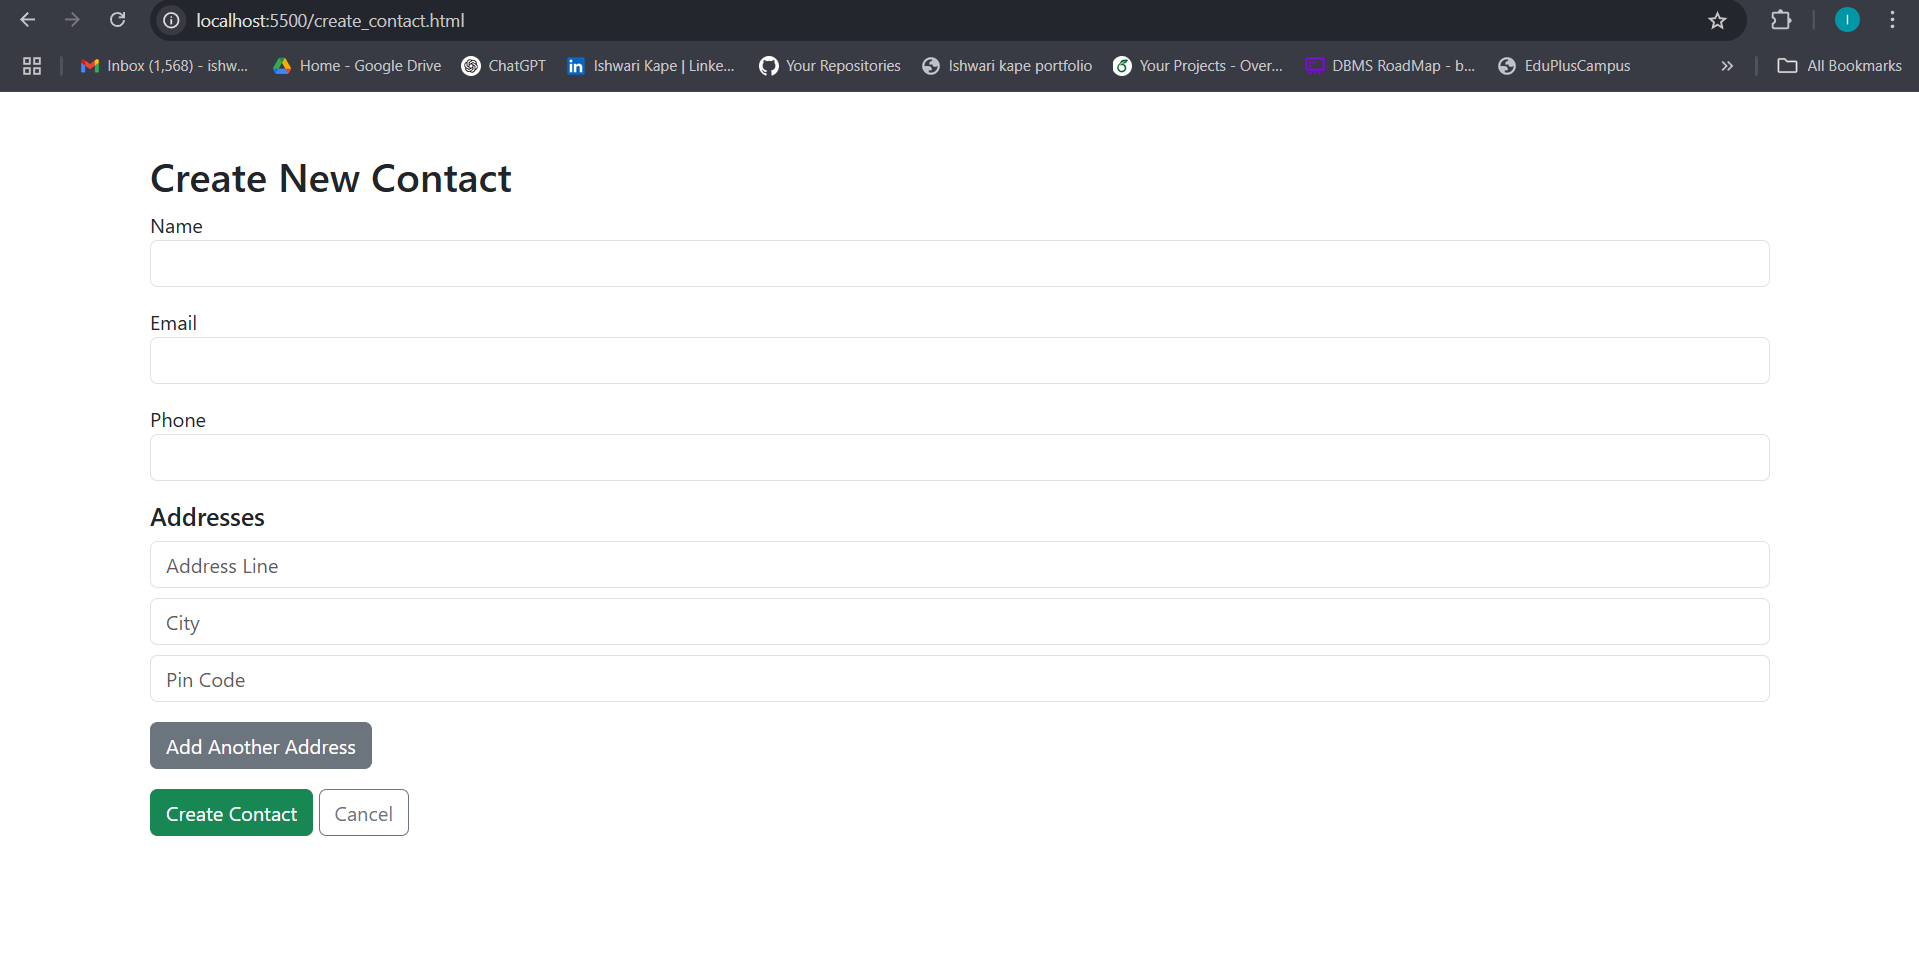 localhost:5500/create_contact.html
Inbox (1,568) - ishw... Home - Google Drive ChatGPT in Ishwari Kape | Linke... Your Repositories Ishwari kape portfolio Your Projects - Over... DBMS RoadMap - b... EduPlusCampus » All Bookmarks
I
Create New Contact
Name
Email
Phone
Addresses
Address Line
City
Pin Code
Add Another Address
Create Contact Cancel